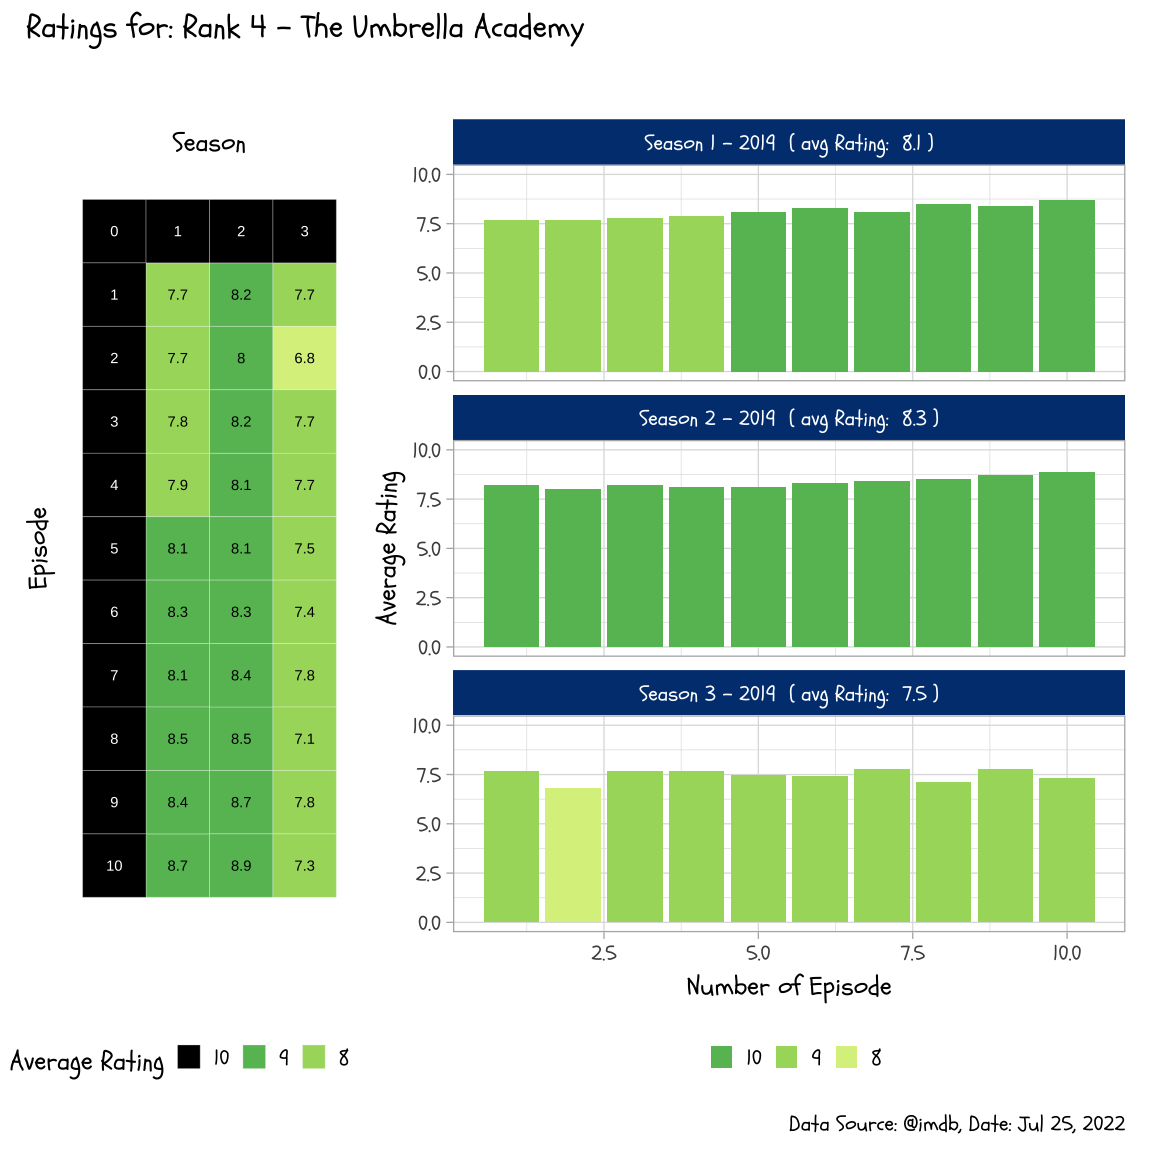 Ratings for: Rank 4 - The Umbrella Academy
Season
0 1 2 3
1 7.7 8.2 7.7
2 7.7 8 6.8
3 7.8 8.2 7.7
4 7.9 8.1 7.7
5 8.1 8.1 7.5
6 8.3 8.3 7.4
7 8.1 8.4 7.8
8 8.5 8.5 7.1
9 8.4 8.7 7.8
10 8.7 8.9 7.3
Episode
Average Rating 10 9 8
Season 1 - 2019 ( avg Rating: 8.1 )
10.0
7.5
5.0
2.5
0.0
Season 2 - 2019 ( avg Rating: 8.3 )
10.0
7.5
5.0
2.5
0.0
Season 3 - 2019 ( avg Rating: 7.5 )
10.0
7.5
5.0
2.5
0.0
Average Rating
2.5 5.0 7.5 10.0
Number of Episode
10 9 8
Data Source: @imdb, Date: Jul 25, 2022